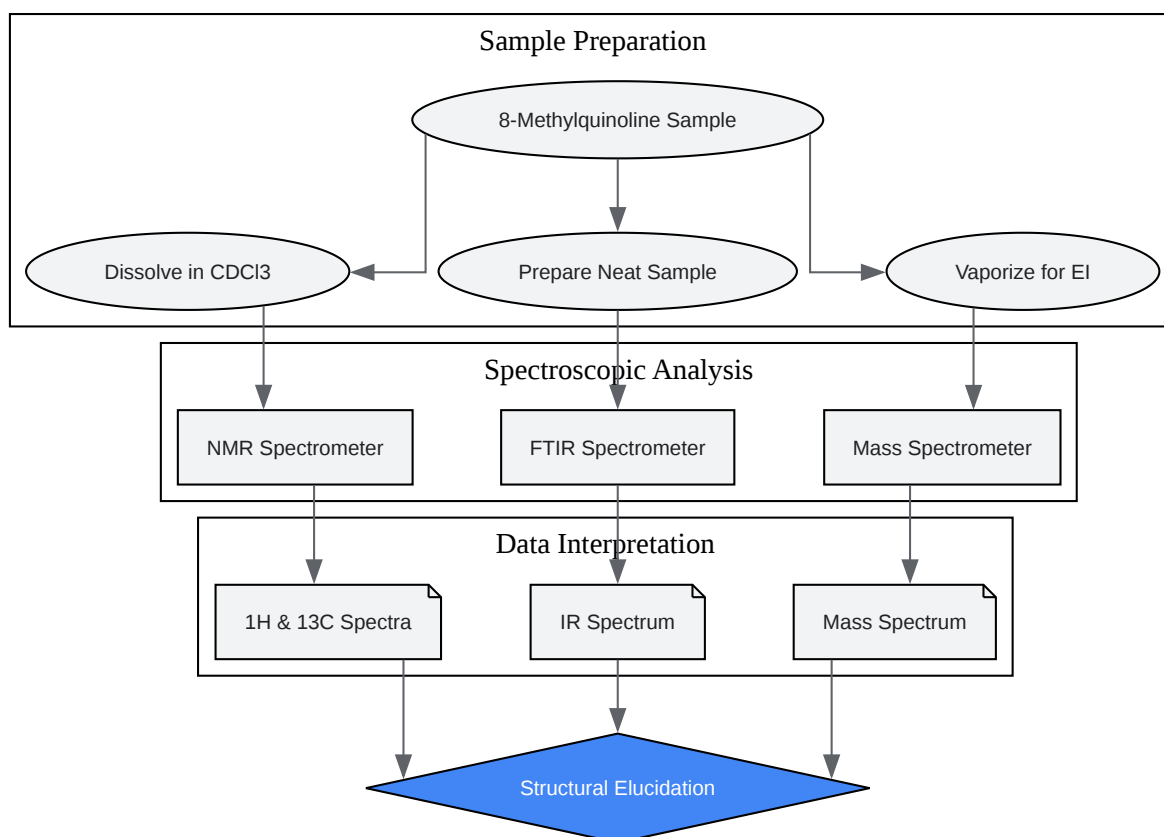 Sample Preparation
8-Methylquinoline Sample
Dissolve in CDCl3
Prepare Neat Sample
Vaporize for EI
Spectroscopic Analysis
NMR Spectrometer
FTIR Spectrometer
Mass Spectrometer
Data Interpretation
1H & 13C Spectra
IR Spectrum
Mass Spectrum
Structural Elucidation